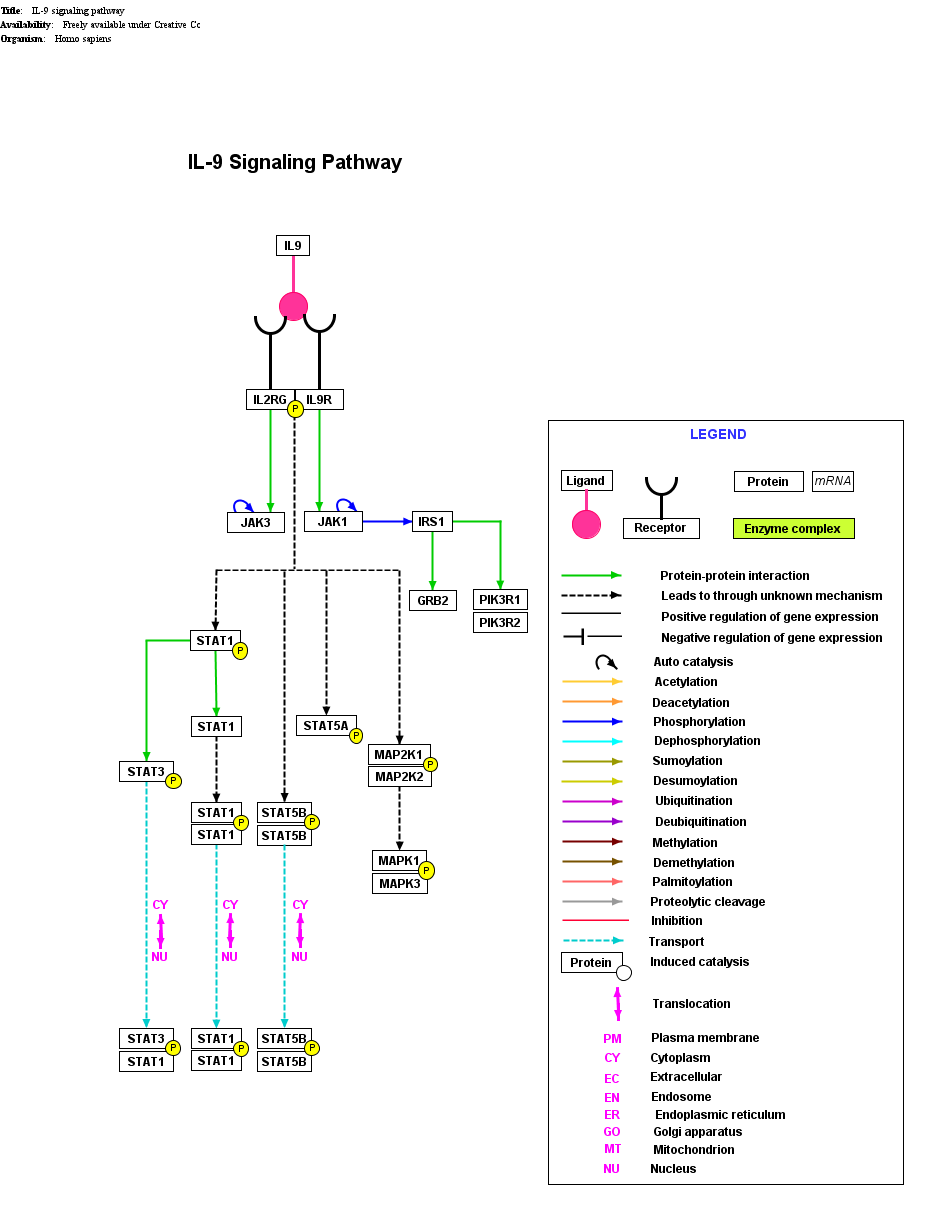 Title: IL-9 signaling pathway
Availability: Freely available under Creative Cc
Organism: Homo sapiens
IL-9 Signaling Pathway
IL9
IL2RG
P
IL9R
JAK3
JAK1
IRS1
GRB2
PIK3R1
PIK3R2
STAT1
P
STAT1
STAT5A
P
MAP2K1
P
MAP2K2
STAT3
P
STAT1
P
STAT1
STAT5B
P
STAT5B
MAPK1
P
MAPK3
CY
CY
CY
NU
NU
NU
STAT3
P
STAT1
STAT1
P
STAT1
STAT5B
P
STAT5B
LEGEND
Ligand
Receptor
Protein
mRNA
Enzyme complex
Protein-protein interaction
Leads to through unknown mechanism
Positive regulation of gene expression
Negative regulation of gene expression
Auto catalysis
Acetylation
Deacetylation
Phosphorylation
Dephosphorylation
Sumoylation
Desumoylation
Ubiquitination
Deubiquitination
Methylation
Demethylation
Palmitoylation
Proteolytic cleavage
Inhibition
Transport
Protein
Induced catalysis
Translocation
PM Plasma membrane
CY Cytoplasm
EC Extracellular
EN Endosome
ER Endoplasmic reticulum
GO Golgi apparatus
MT Mitochondrion
NU Nucleus